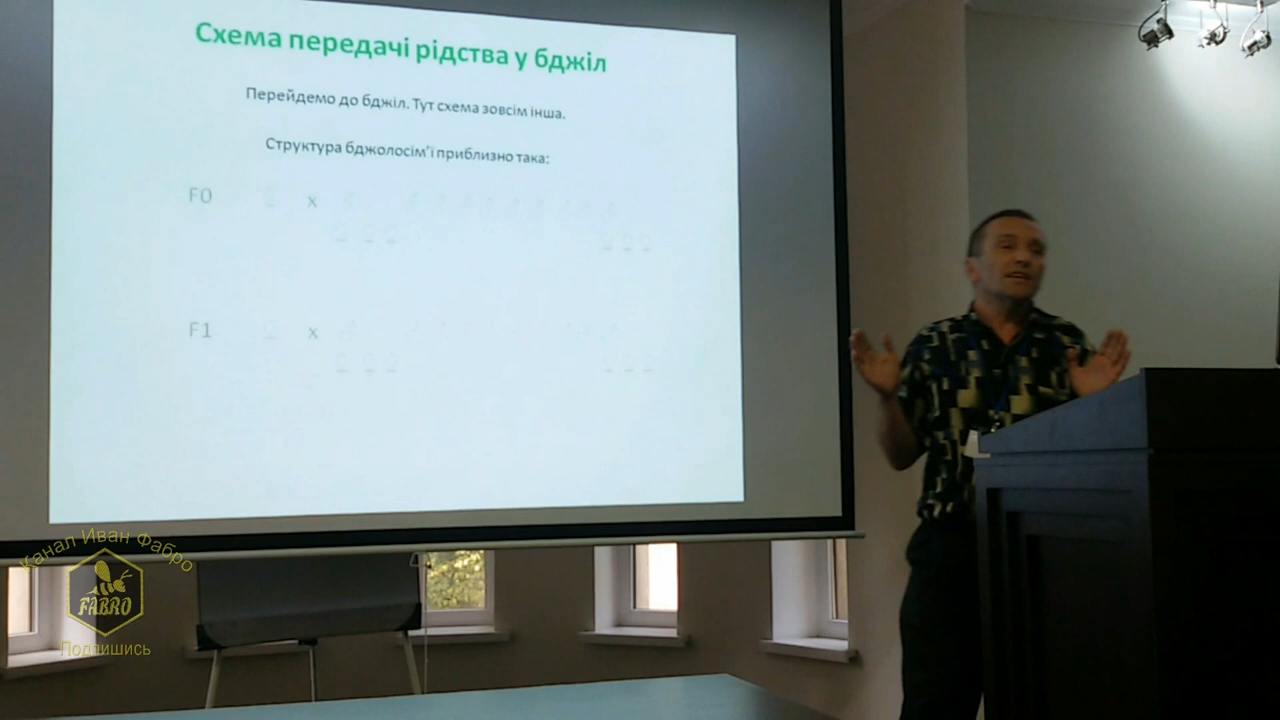 Схема передачі рідства у бджіл
Перейдемо до бджіл. Тут схема зовсім інша.
Структура бджолосім'ї приблизно така:
F0 x
F1 x
Канал Иван Фабро
FABRO
Подпишись